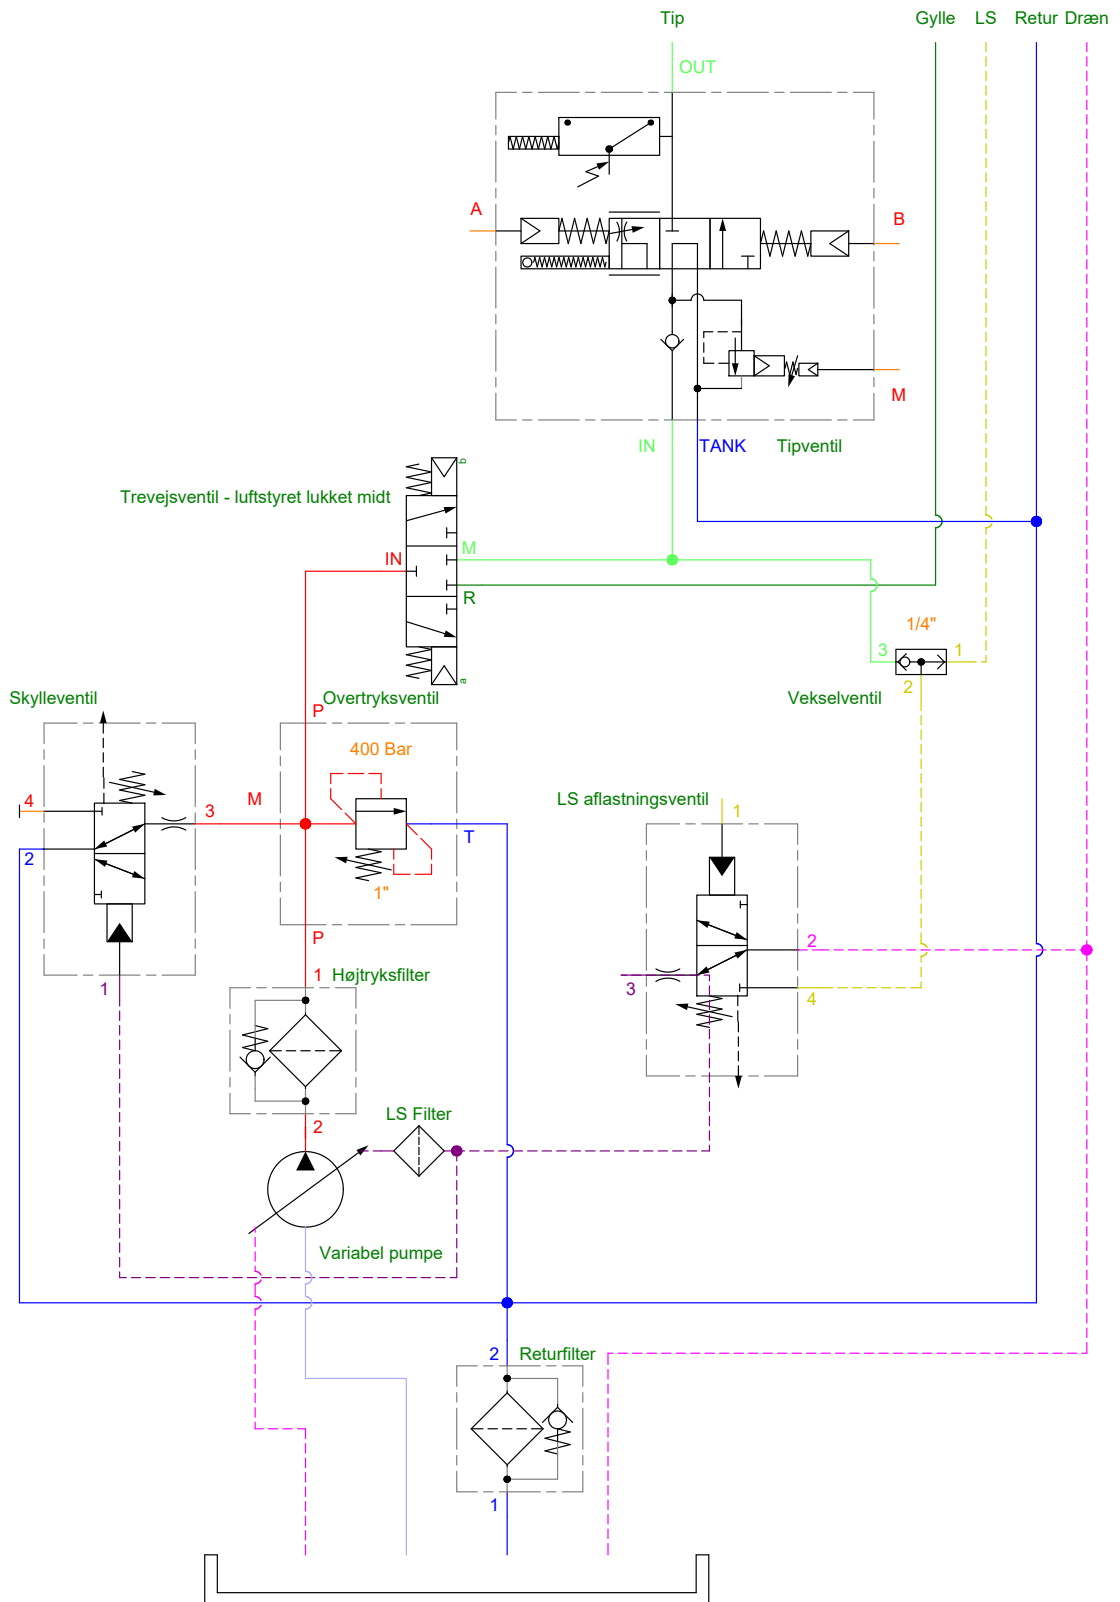 Tip
Gylle
LS
Retur
Dræn
OUT
A
B
M
IN
TANK
Tipventil
b
Trevejsventil - luftstyret lukket midt
IN
M
R
a
1/4"
3
1
2
Vekselventil
Skylleventil
Overtryksventil
P
400 Bar
4
M
3
2
T
1"
LS aflastningsventil
1
P
2
1
1
Højtryksfilter
3
4
LS Filter
2
Variabel pumpe
2
Returfilter
1